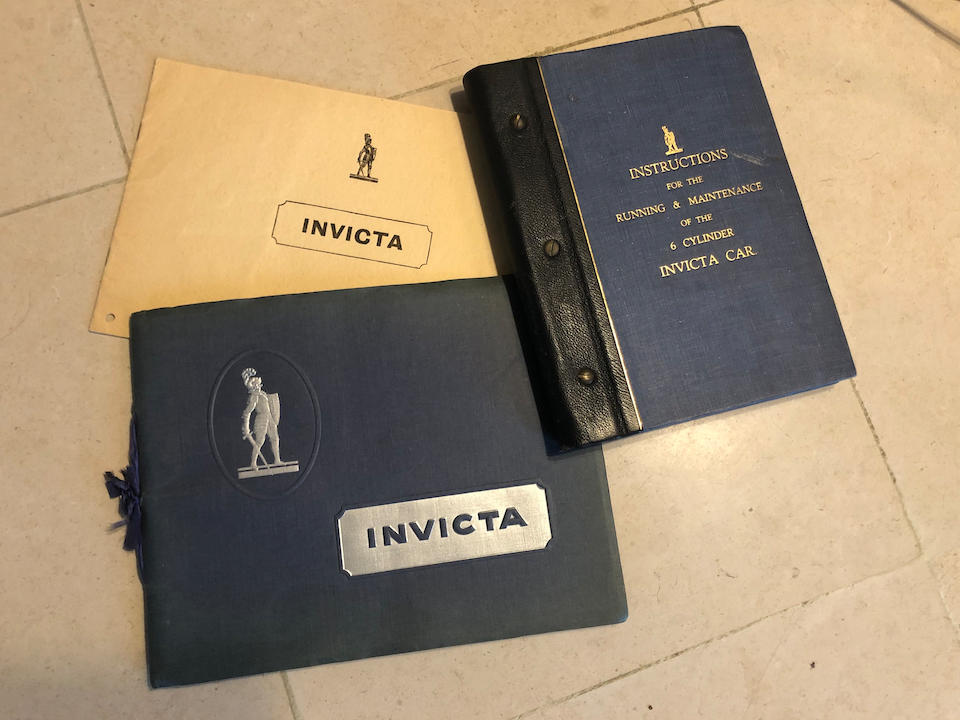 INVICTA
INSTRUCTIONS
FOR THE
RUNNING & MAINTENANCE
OF THE
6 CYLINDER
INVICTA CAR.
INVICTA